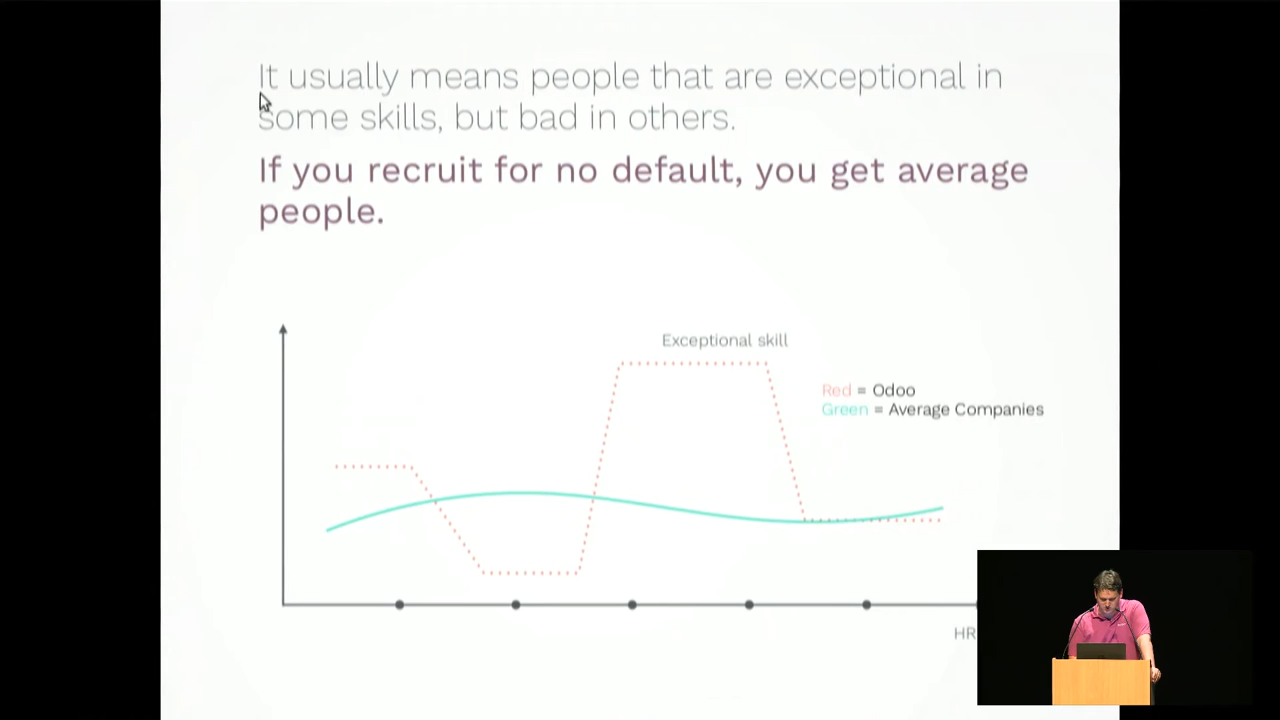 It usually means people that are exceptional in
some skills, but bad in others.
If you recruit for no default, you get average
people.
Exceptional skill
Red = Odoo
Green = Average Companies
HR